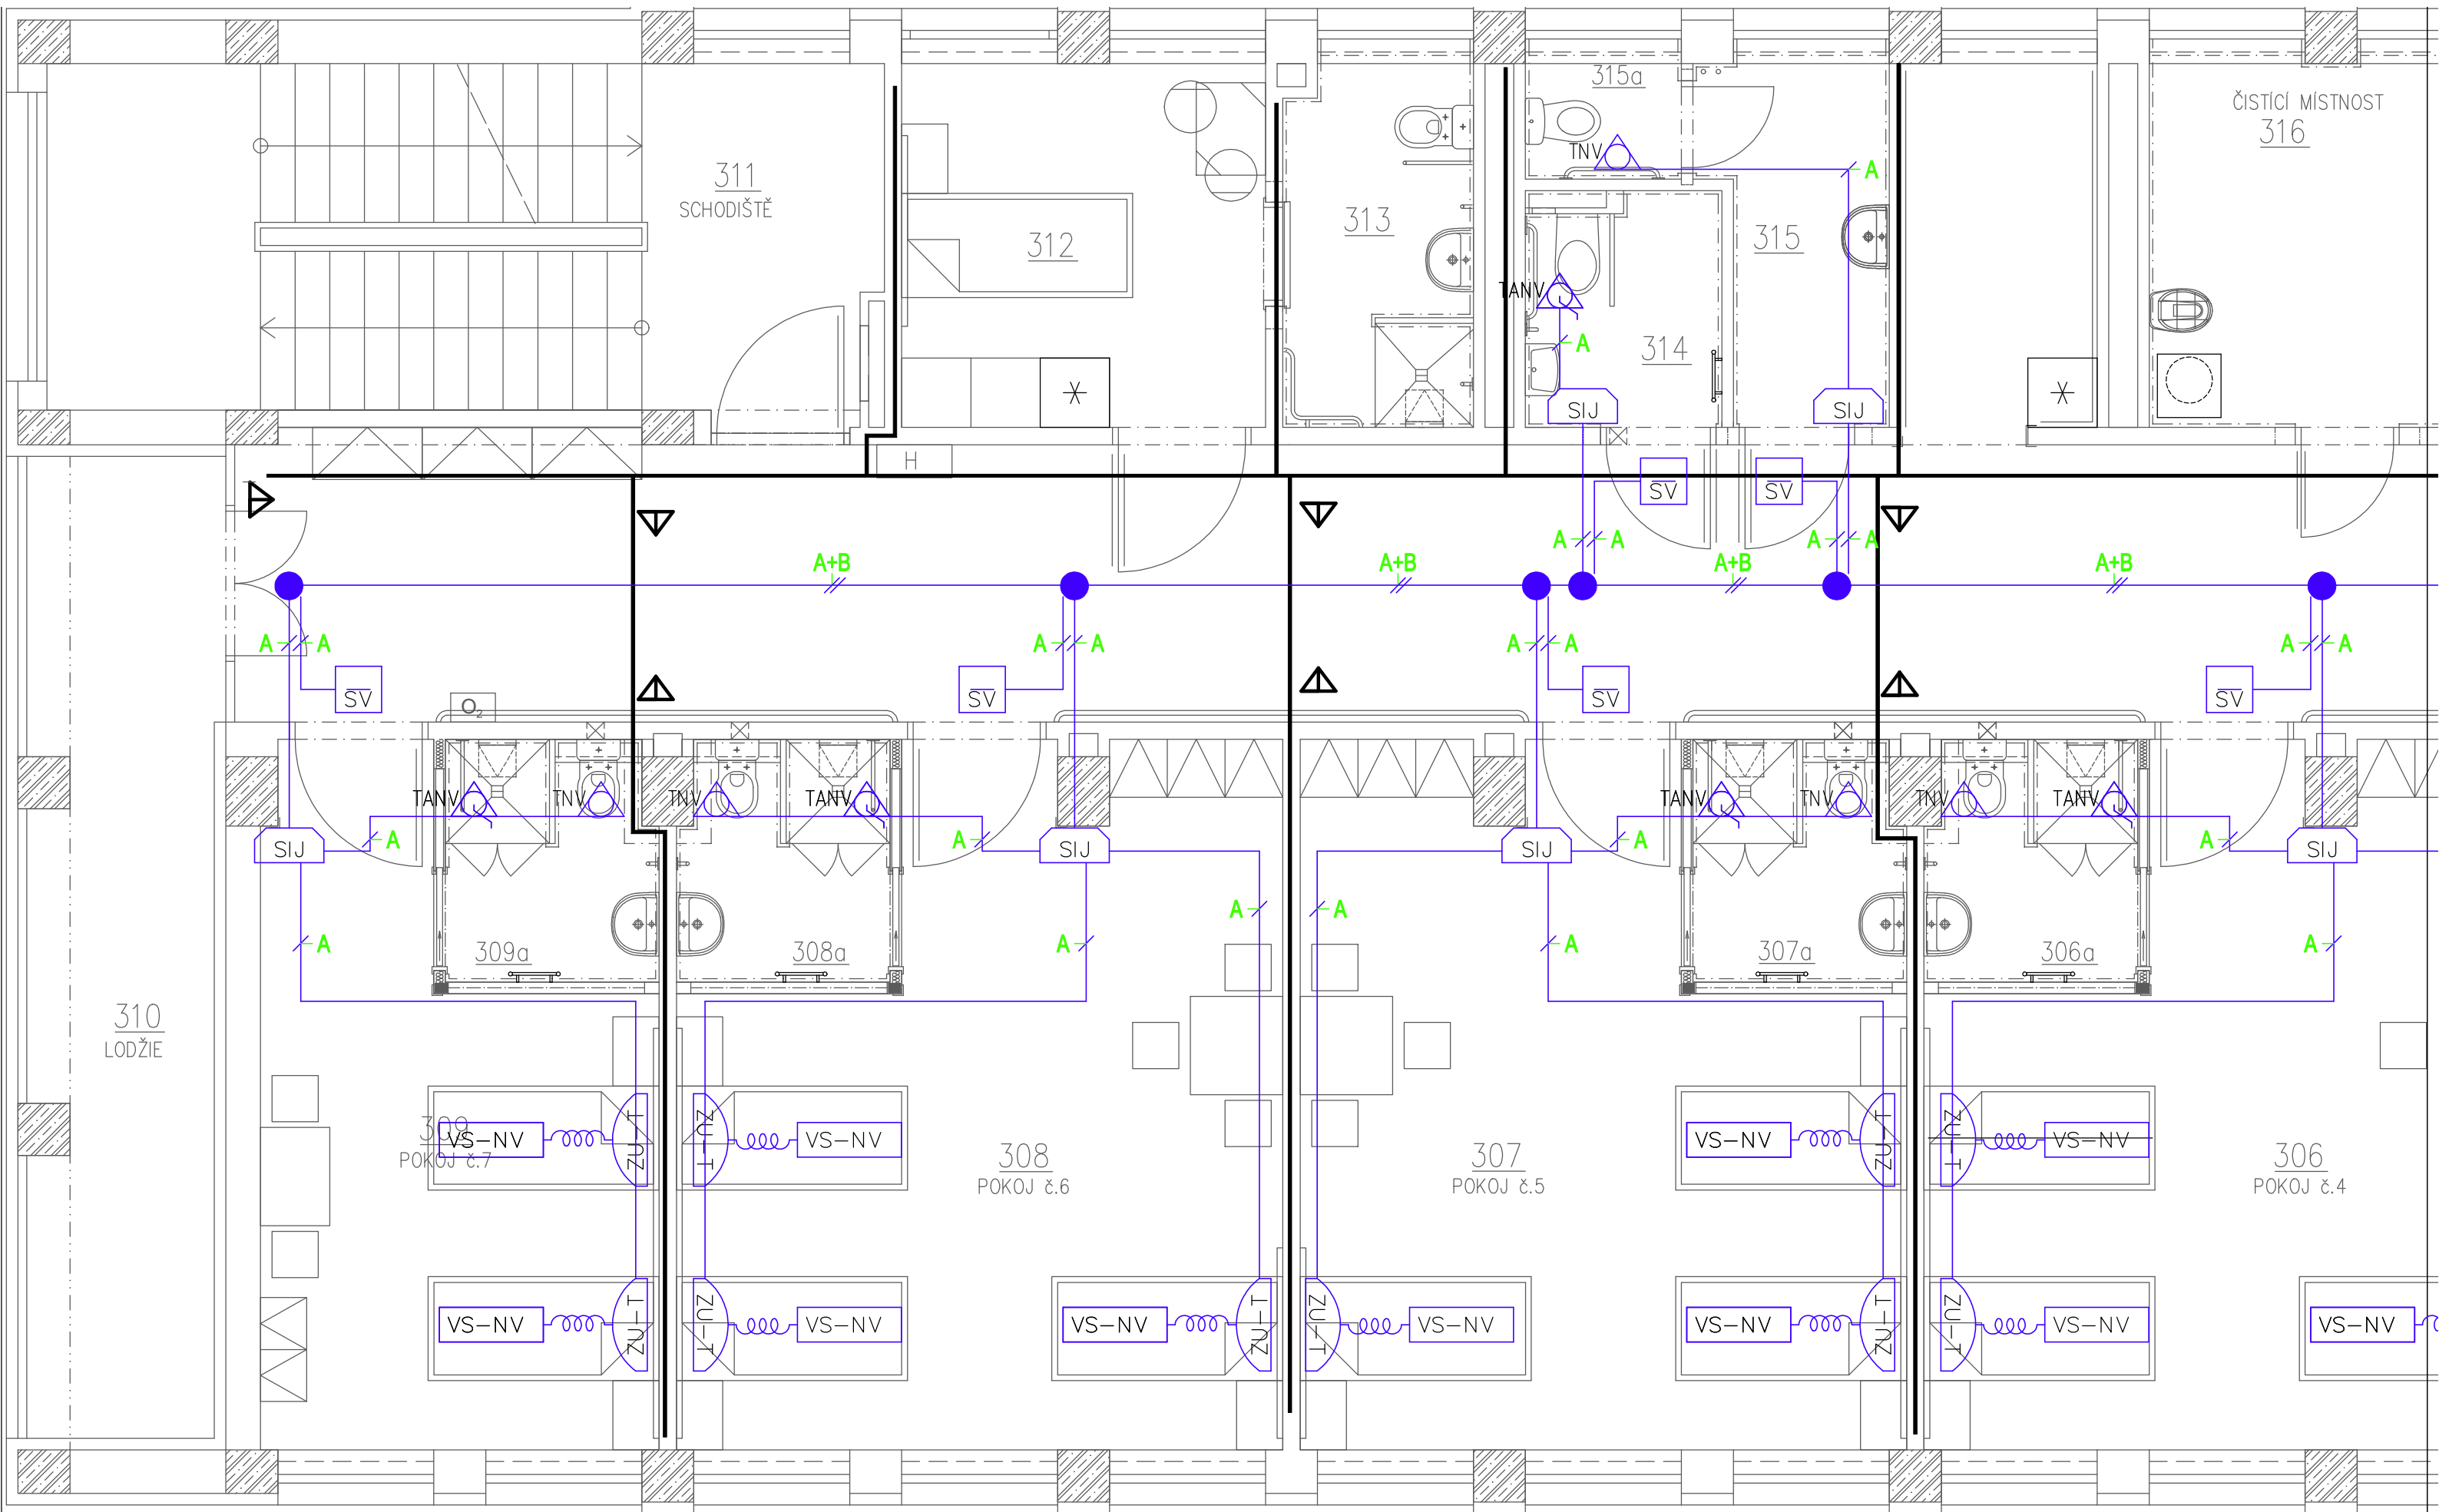 315a
ČISTÍCÍ MÍSTNOST
316
TNV
A
311
SCHODIŠTĚ
312
313
315
TANV
A
314
SIJ
SIJ
H
SV
SV
A
A
A
A
A+B
A+B
A+B
A+B
A
A
A
A
A
A
A
A
SV
SV
SV
SV
O2
TANV
TNV
TNV
TANV
TANV
TNV
TNV
TANV
SIJ
A
A
SIJ
SIJ
A
A
SIJ
A
A
A
A
A
A
309a
308a
307a
306a
310
LODŽIE
309
POKOJ č.7
VS-NV
ZU-T
ZU-T
VS-NV
308
POKOJ č.6
307
POKOJ č.5
VS-NV
ZU-T
ZU-T
VS-NV
306
POKOJ č.4
VS-NV
ZU-T
ZU-T
VS-NV
VS-NV
ZU-T
ZU-T
VS-NV
VS-NV
ZU-T
ZU-T
VS-NV
VS-NV